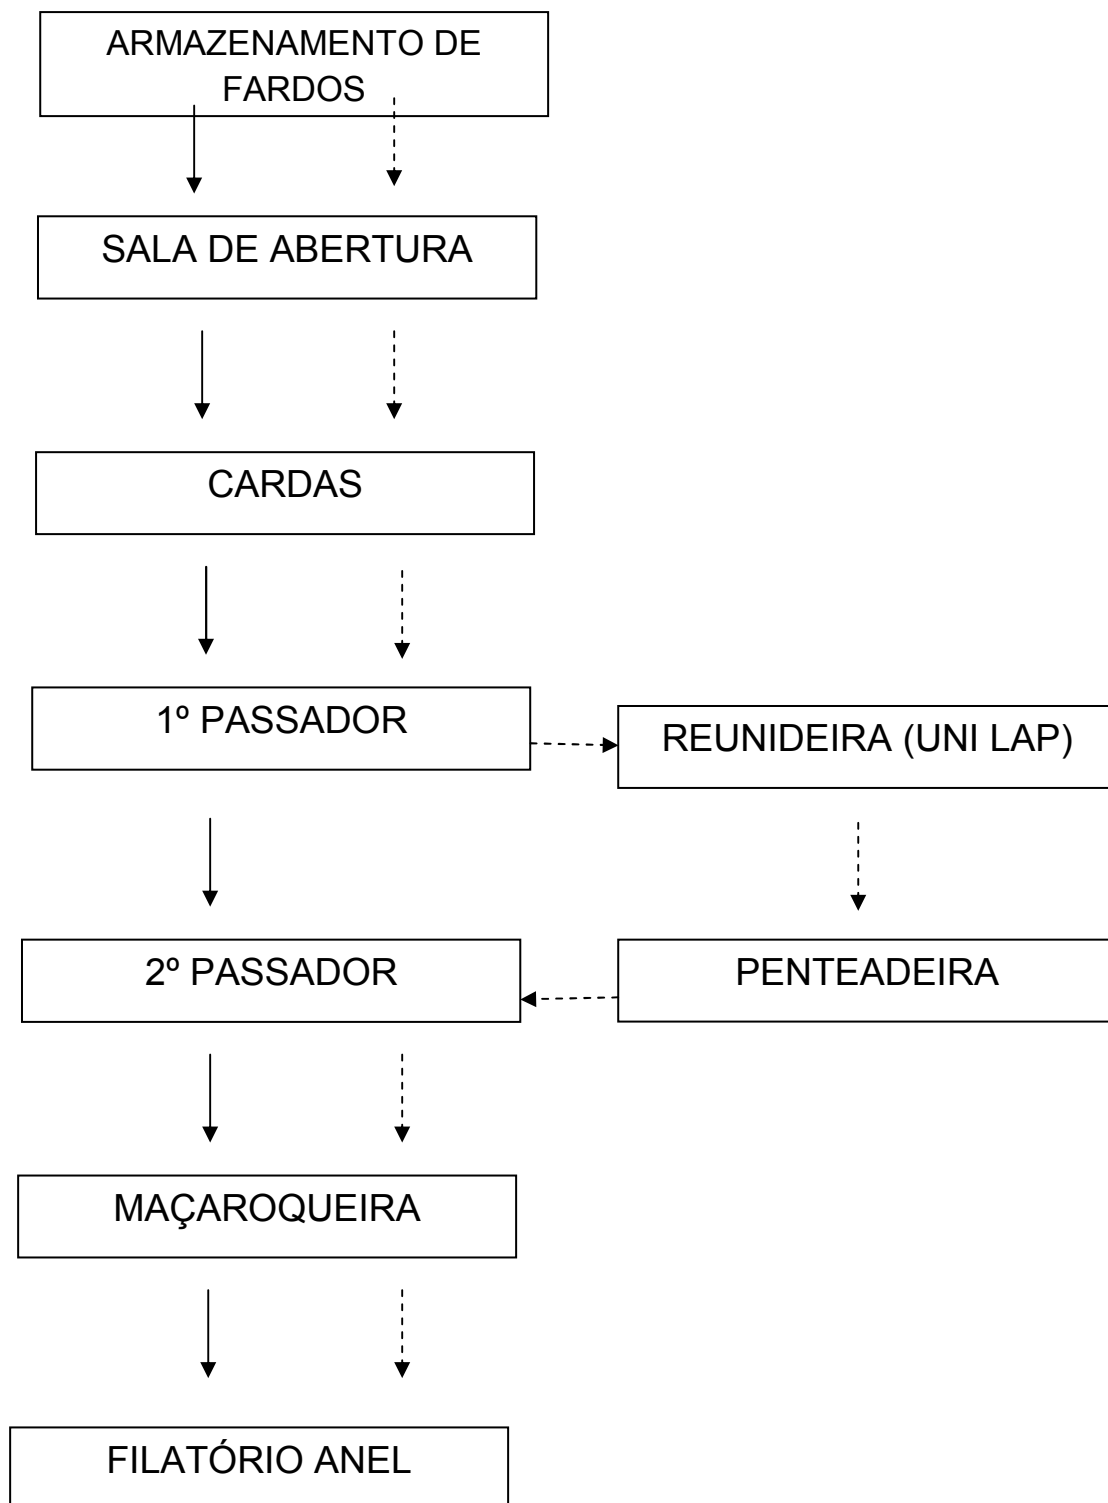 ARMAZENAMENTO DE
FARDOS
SALA DE ABERTURA
CARDAS
1º PASSADOR
REUNIDEIRA (UNI LAP)
2º PASSADOR
PENTEADEIRA
MAÇAROQUEIRA
FILATÓRIO ANEL